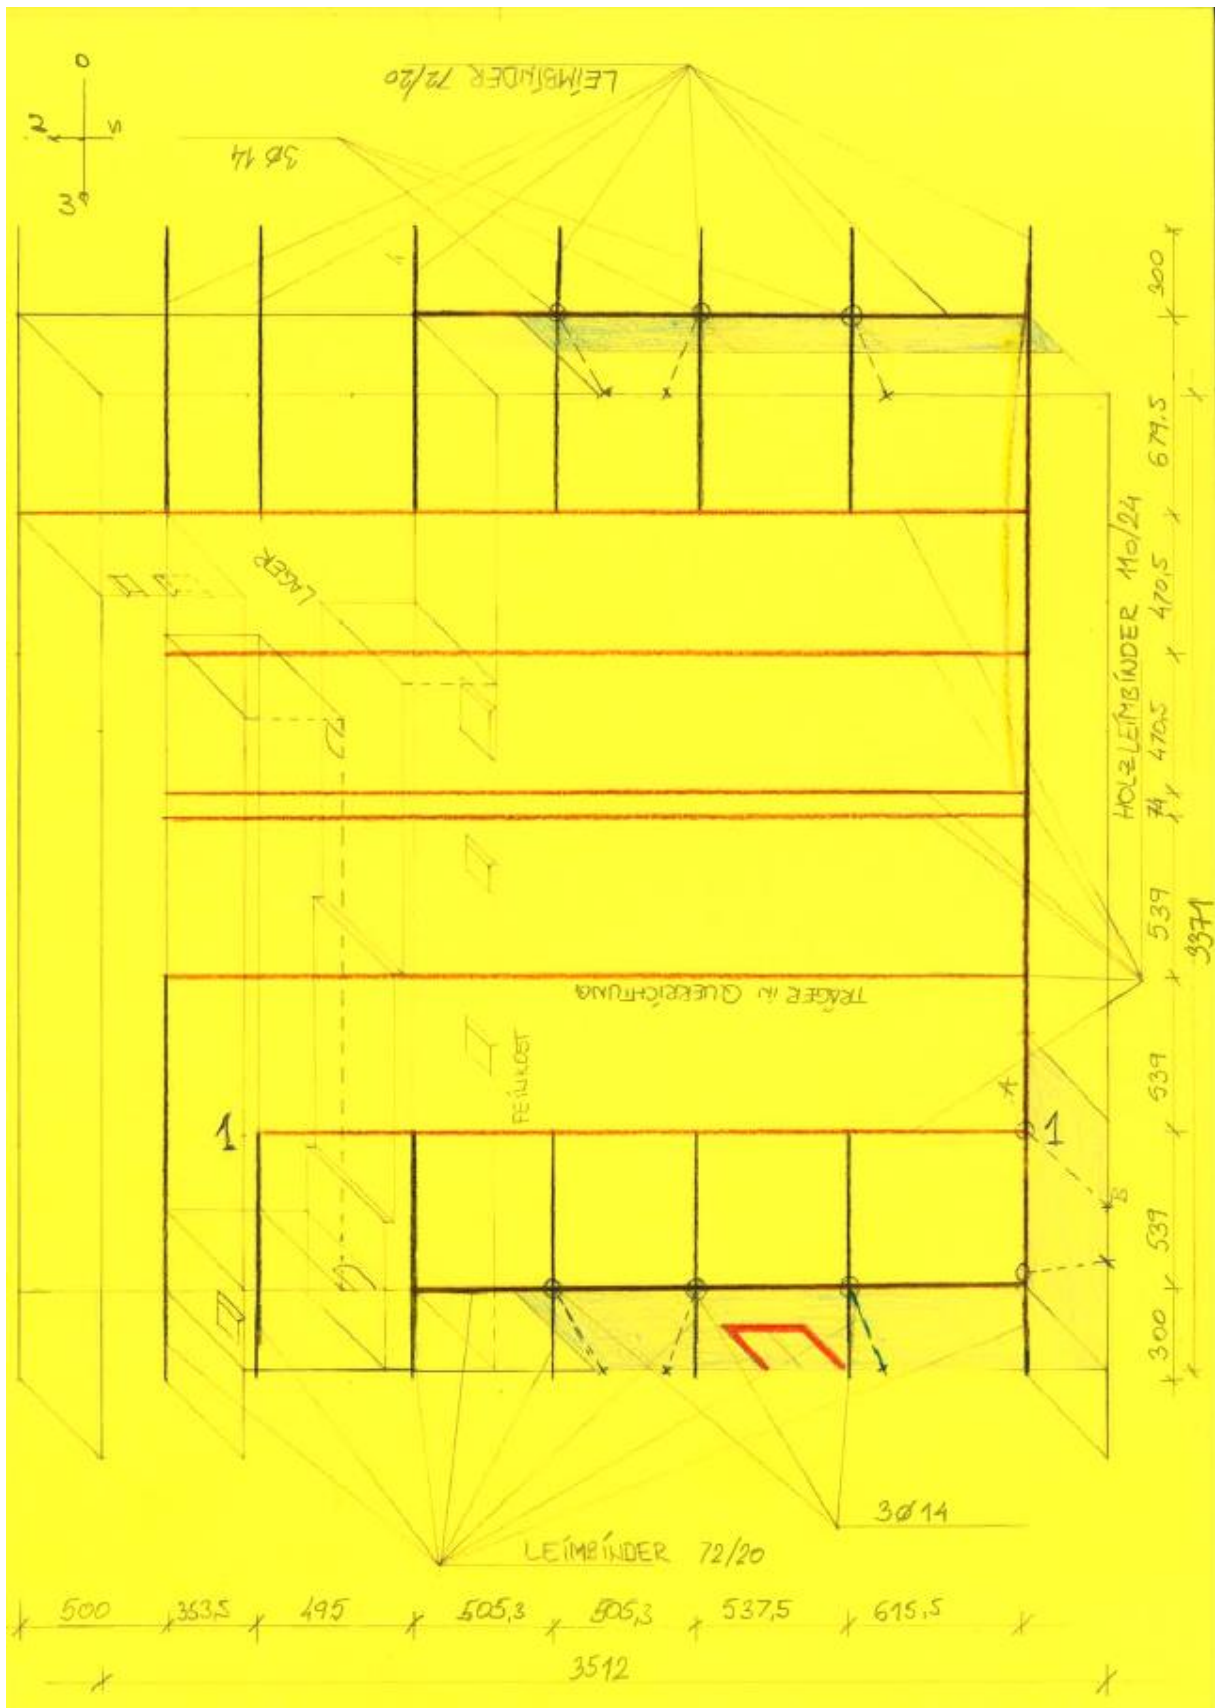 O
N
S
W
LEIMBINDER 72/20
3Ø14
300
679.5
470,5
470,5
74
539
539
539
300
3371
HOLZLEIMBINDER 110/24
LAGER
TRÄGER IN QUERRICHTUNG
FEINKOST
A
B
1
1
3Ø14
LEIMBINDER 72/20
500
353,5
495
505,3
505,3
537,5
615,5
3512